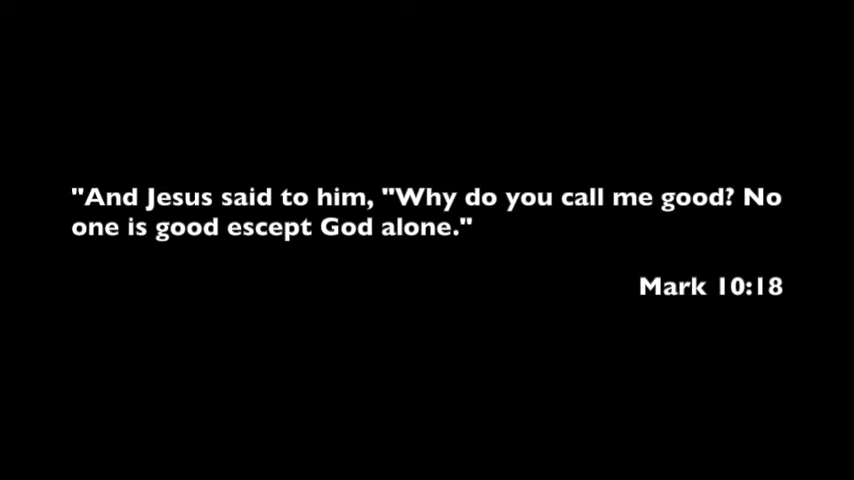 "And Jesus said to him, "Why do you call me good? No
one is good escept God alone."
Mark 10:18